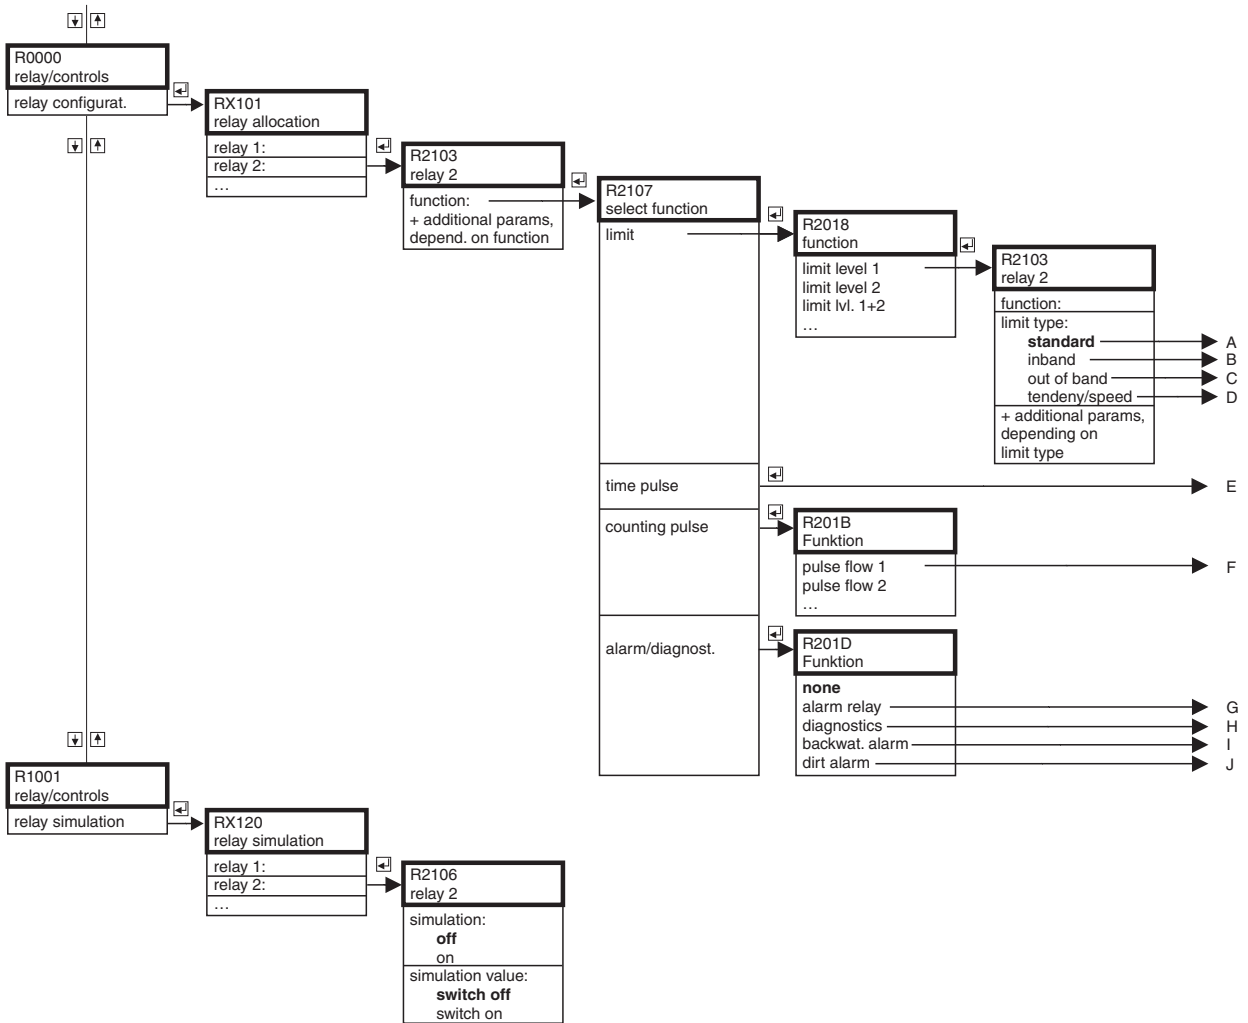 R0000
relay/controls
relay configurat.
RX101
relay allocation
relay 1:
relay 2:
...
R2103
relay 2
function:
+ additional params,
depend. on function
R2107
select function
limit
R2018
function
limit level 1
limit level 2
limit lvl. 1+2
...
R2103
relay 2
function:
limit type:
standard
inband
out of band
tendeny/speed
+ additional params,
depending on
limit type
A
B
C
D
time pulse
E
counting pulse
R201B
Funktion
pulse flow 1
pulse flow 2
...
F
alarm/diagnost.
R201D
Funktion
none
alarm relay
diagnostics
backwat. alarm
dirt alarm
G
H
I
J
R1001
relay/controls
relay simulation
RX120
relay simulation
relay 1:
relay 2:
...
R2106
relay 2
simulation:
off
on
simulation value:
switch off
switch on